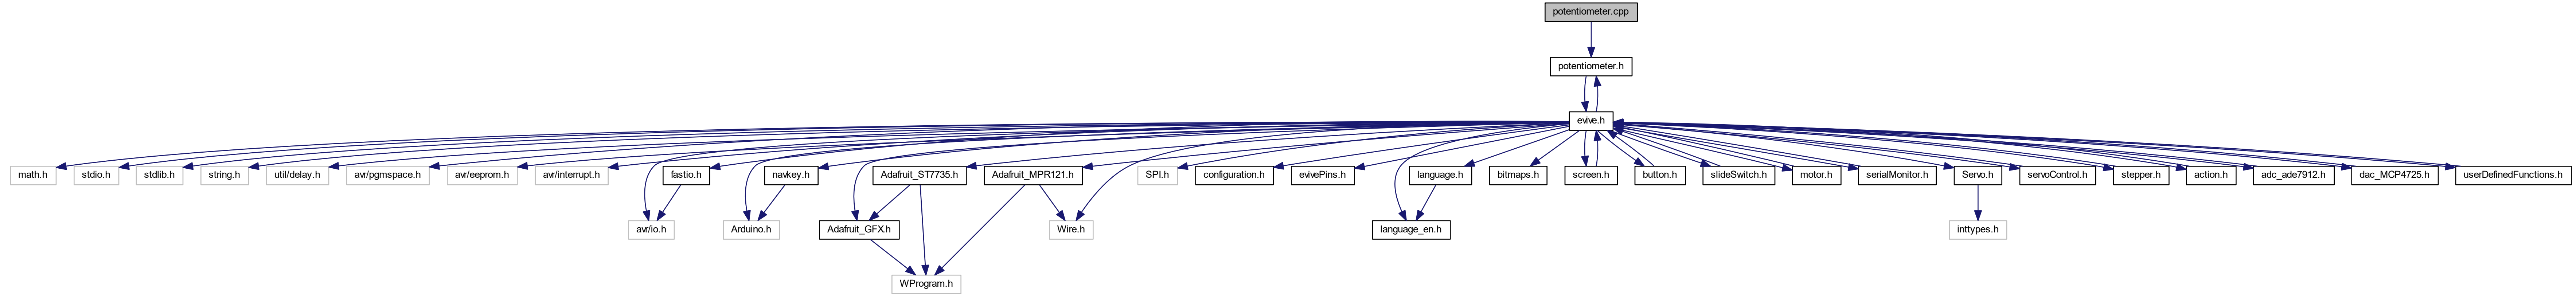 potentiometer.cpp
potentiometer.h
evive.h
math.h
stdio.h
stdlib.h
string.h
util/delay.h
avr/pgmspace.h
avr/eeprom.h
avr/interrupt.h
fastio.h
navkey.h
Adafruit_ST7735.h
Adafruit_MPR121.h
SPI.h
configuration.h
evivePins.h
language.h
bitmaps.h
screen.h
button.h
slideSwitch.h
motor.h
serialMonitor.h
Servo.h
servoControl.h
stepper.h
action.h
adc_ade7912.h
dac_MCP4725.h
userDefinedFunctions.h
avr/io.h
Arduino.h
Adafruit_GFX.h
Wire.h
language_en.h
inttypes.h
WProgram.h